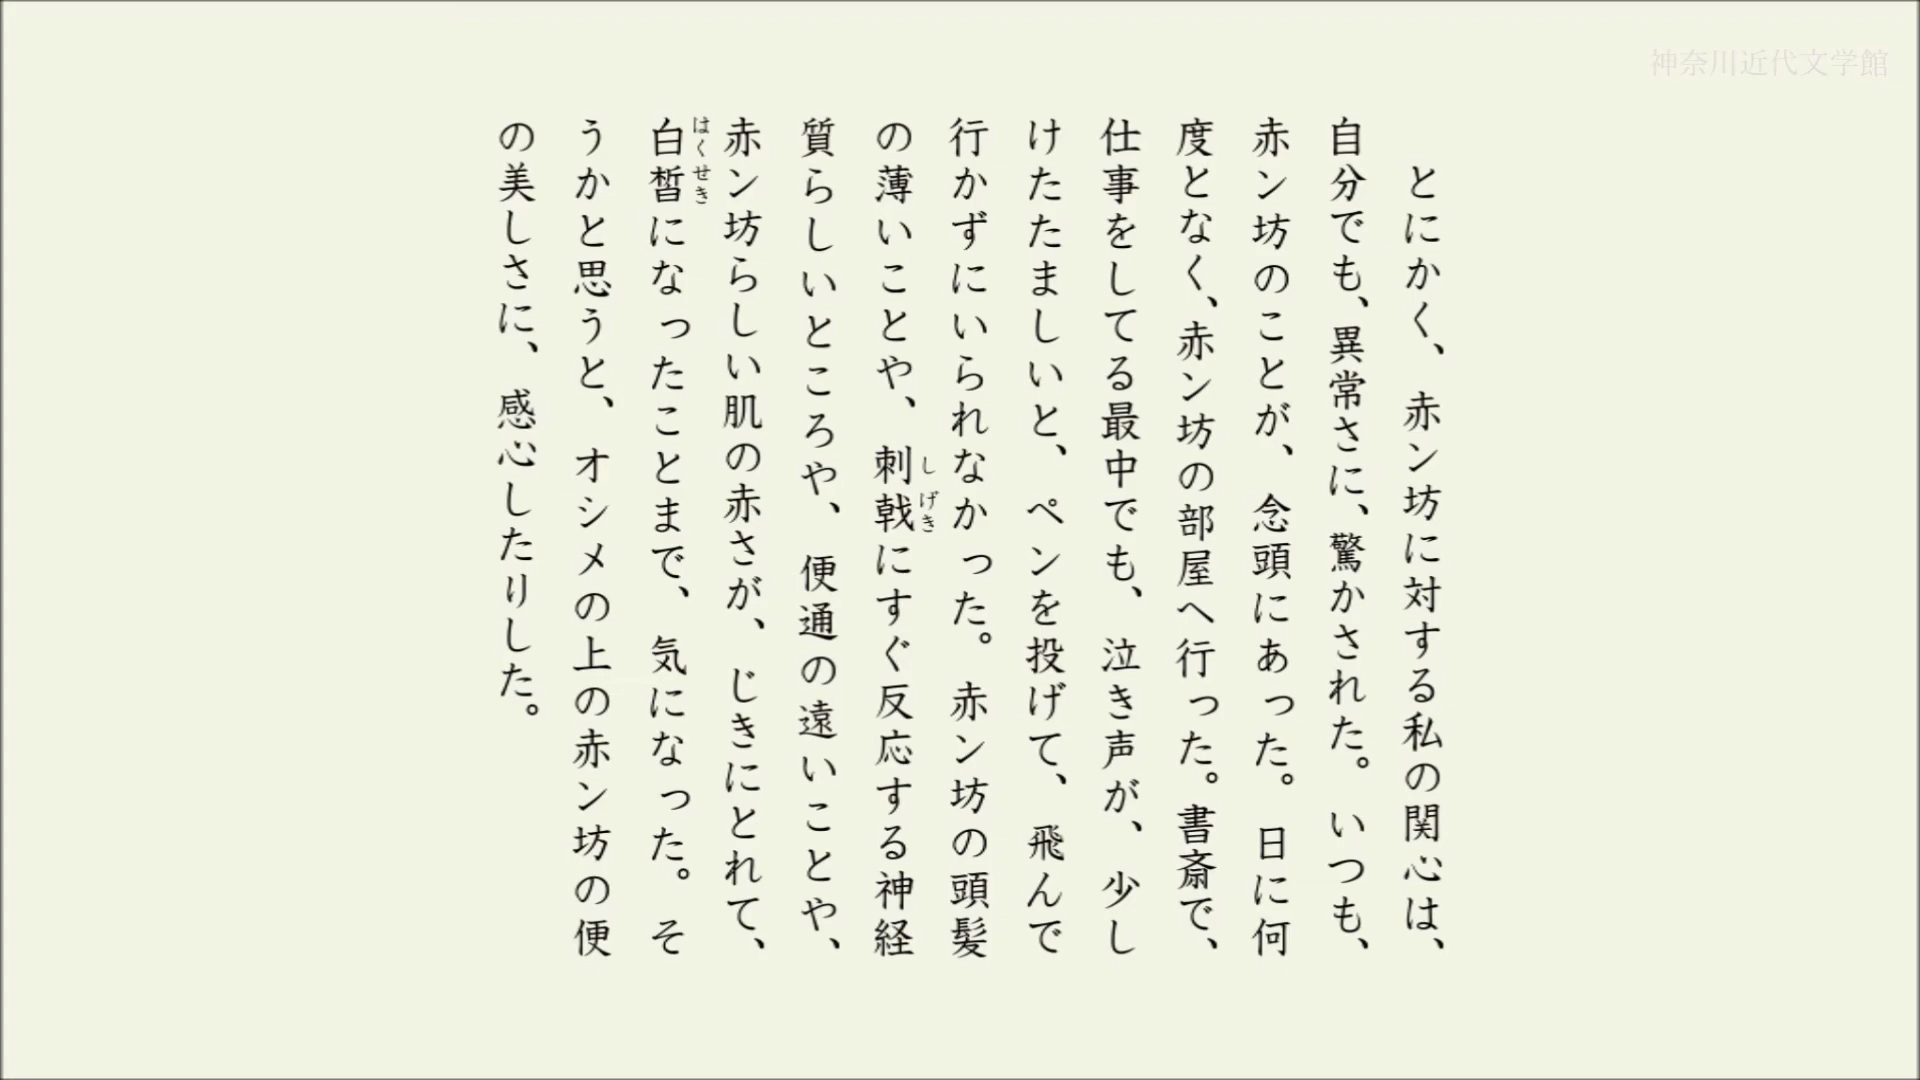 神奈川近代文学館
とにかく、赤ン坊に対する私の関心は、
自分でも、異常さに、驚かされた。いつも、
赤ン坊のことが、念頭にあった。日に何
度となく、赤ン坊の部屋へ行った。書斎で、
仕事をしてる最中でも、泣き声が、少し
けたたましいと、ペンを投げて、飛んで
行かずにいられなかった。赤ン坊の頭髪
の薄いことや、刺戟にすぐ反応する神経
しげき
質らしいところや、便通の遠いことや、
赤ン坊らしい肌の赤さが、じきにとれて、
白皙になったことまで、気になった。そ
はくせき
うかと思うと、オシメの上の赤ン坊の便
の美しさに、感心したりした。